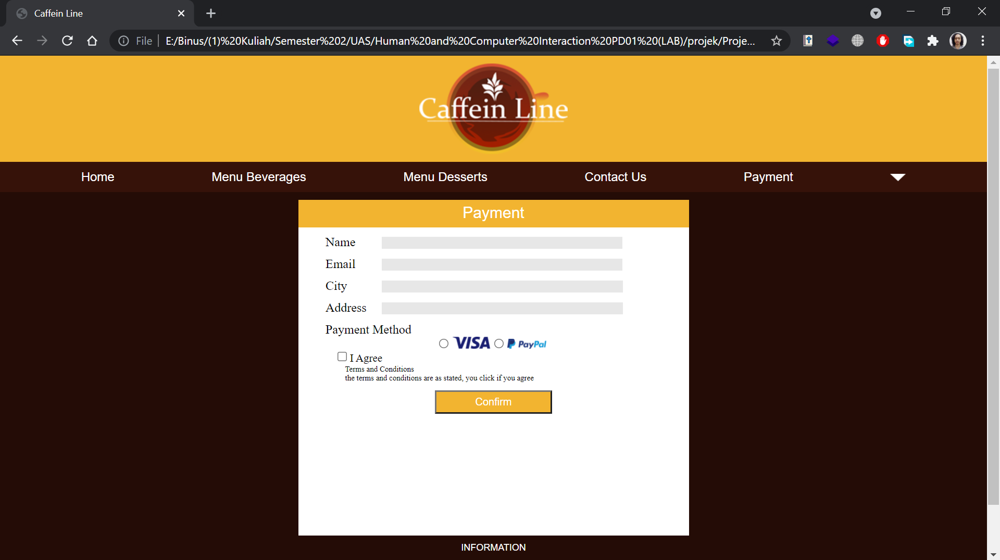 Caffein Line
File E:/Binus/(1)%20Kuliah/Semester%202/UAS/Human%20and%20Computer%20Interaction%20PD01%20(LAB)/projek/Proje...
Caffein Line
Home Menu Beverages Menu Desserts Contact Us Payment
Payment
Name
Email
City
Address
Payment Method
VISA PayPal
I Agree
Terms and Conditions
the terms and conditions are as stated, you click if you agree
Confirm
INFORMATION